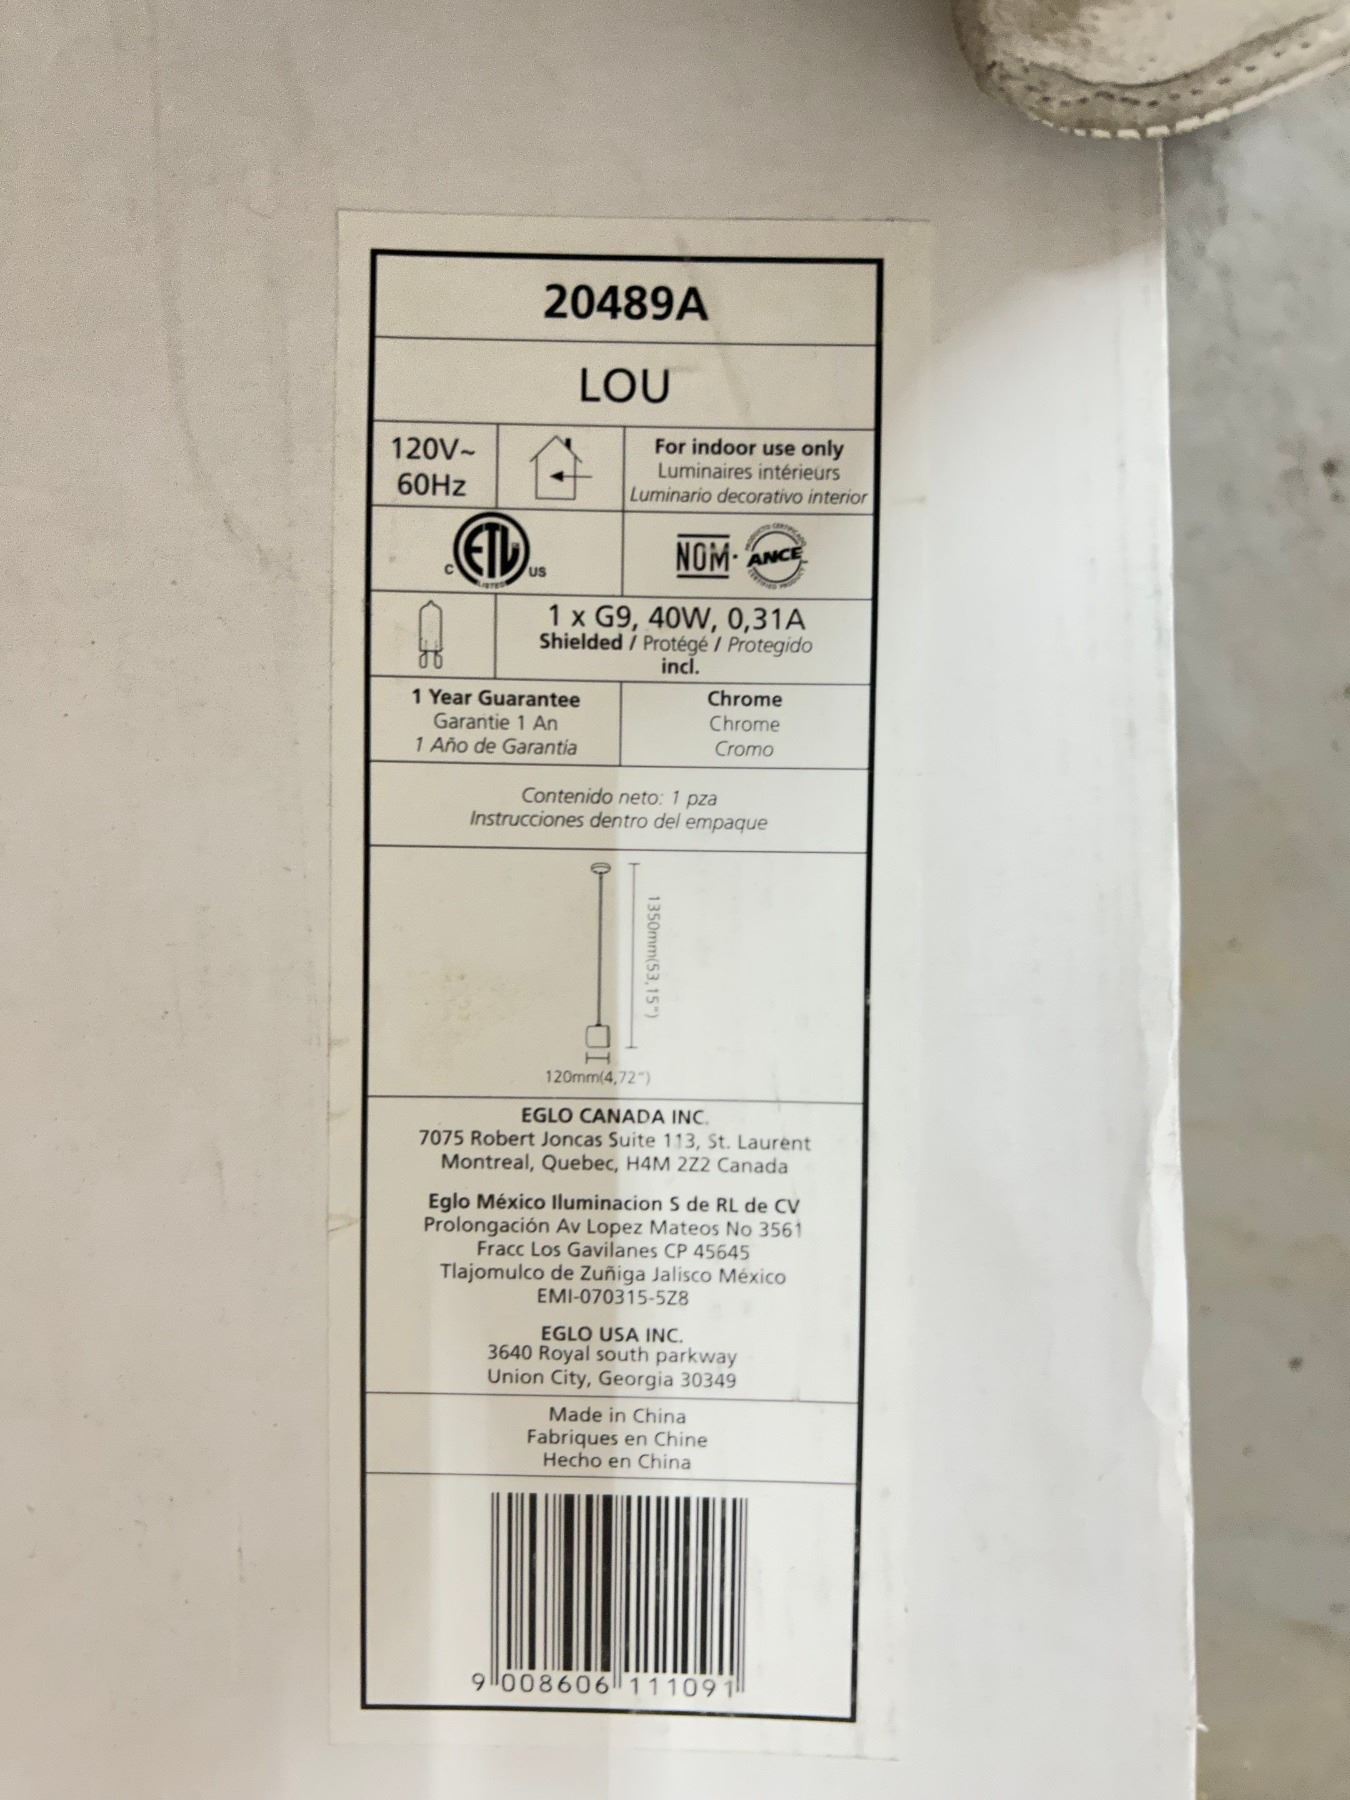 20489A
LOU
120V~
60Hz
For indoor use only
Luminaires intérieurs
Luminario decorativo interior
C ETL US
LISTED
NOM- ANCE
1 x G9, 40W, 0,31A
Shielded / Protégé / Protegido
incl.
1 Year Guarantee
Garantie 1 An
1 Año de Garantía
Chrome
Chrome
Cromo
Contenido neto: 1 pza
Instrucciones dentro del empaque
1350mm(53,15")
120mm(4,72")
EGLO CANADA INC.
7075 Robert Joncas Suite 113, St. Laurent
Montreal, Quebec, H4M 2Z2 Canada
Eglo México Iluminacion S de RL de CV
Prolongación Av Lopez Mateos No 3561
Fracc Los Gavilanes CP 45645
Tlajomulco de Zuñiga Jalisco México
EMI-070315-5Z8
EGLO USA INC.
3640 Royal south parkway
Union City, Georgia 30349
Made in China
Fabriques en Chine
Hecho en China
9 008606 111091